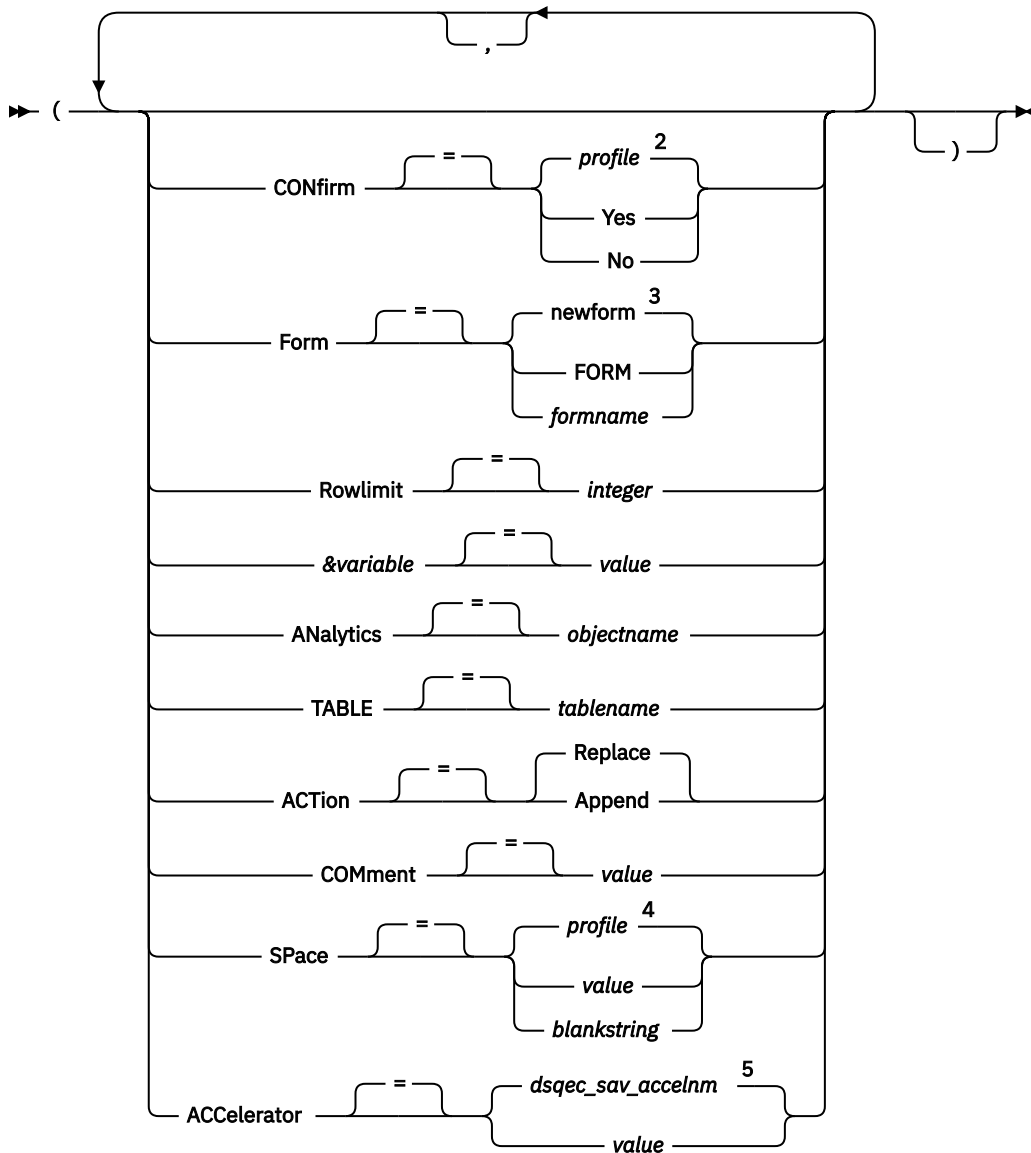 ,
( )
=
profile 2
CONfirm Yes
No
=
newform 3
Form FORM
formname
=
Rowlimit integer
=
&variable value
=
ANalytics objectname
=
TABLE tablename
Replace
=
ACTion Append
=
COMment value
=
profile 4
SPace value
blankstring
=
dsqec_sav_accelnm 5
ACCelerator
value